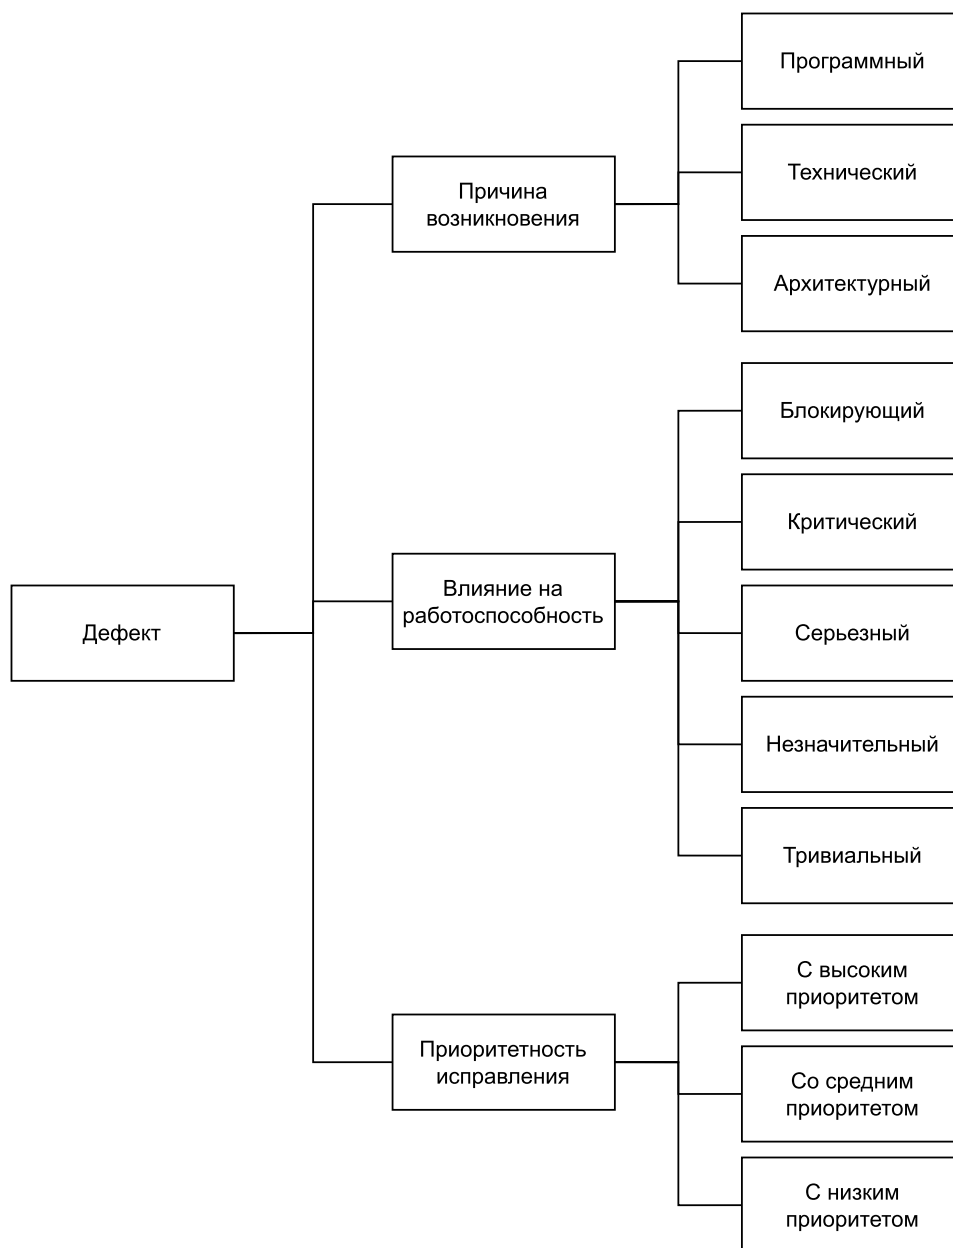 Программный
Технический
Причина
возникновения
Архитектурный
Блокирующий
Критический
Влияние на
работоспособность
Дефект
Серьезный
Незначительный
Тривиальный
С высоким
приоритетом
Приоритетность
исправления
Со средним
приоритетом
С низким
приоритетом